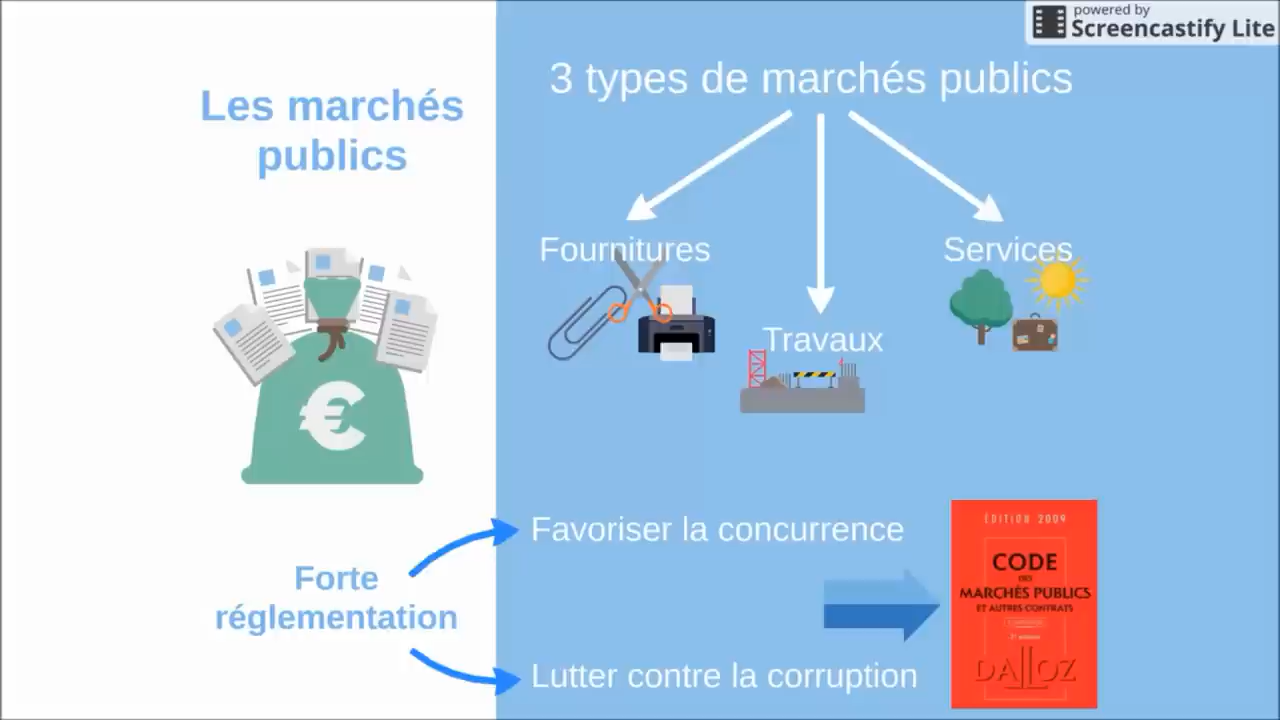 powered by
Screencastify Lite
Les marchés
publics
3 types de marchés publics
Fournitures
Services
Travaux
€
Forte
réglementation
Favoriser la concurrence
Lutter contre la corruption
ÉDITION 2009
CODE
DES
MARCHÉS PUBLICS
ET AUTRES CONTRATS
DALLOZ